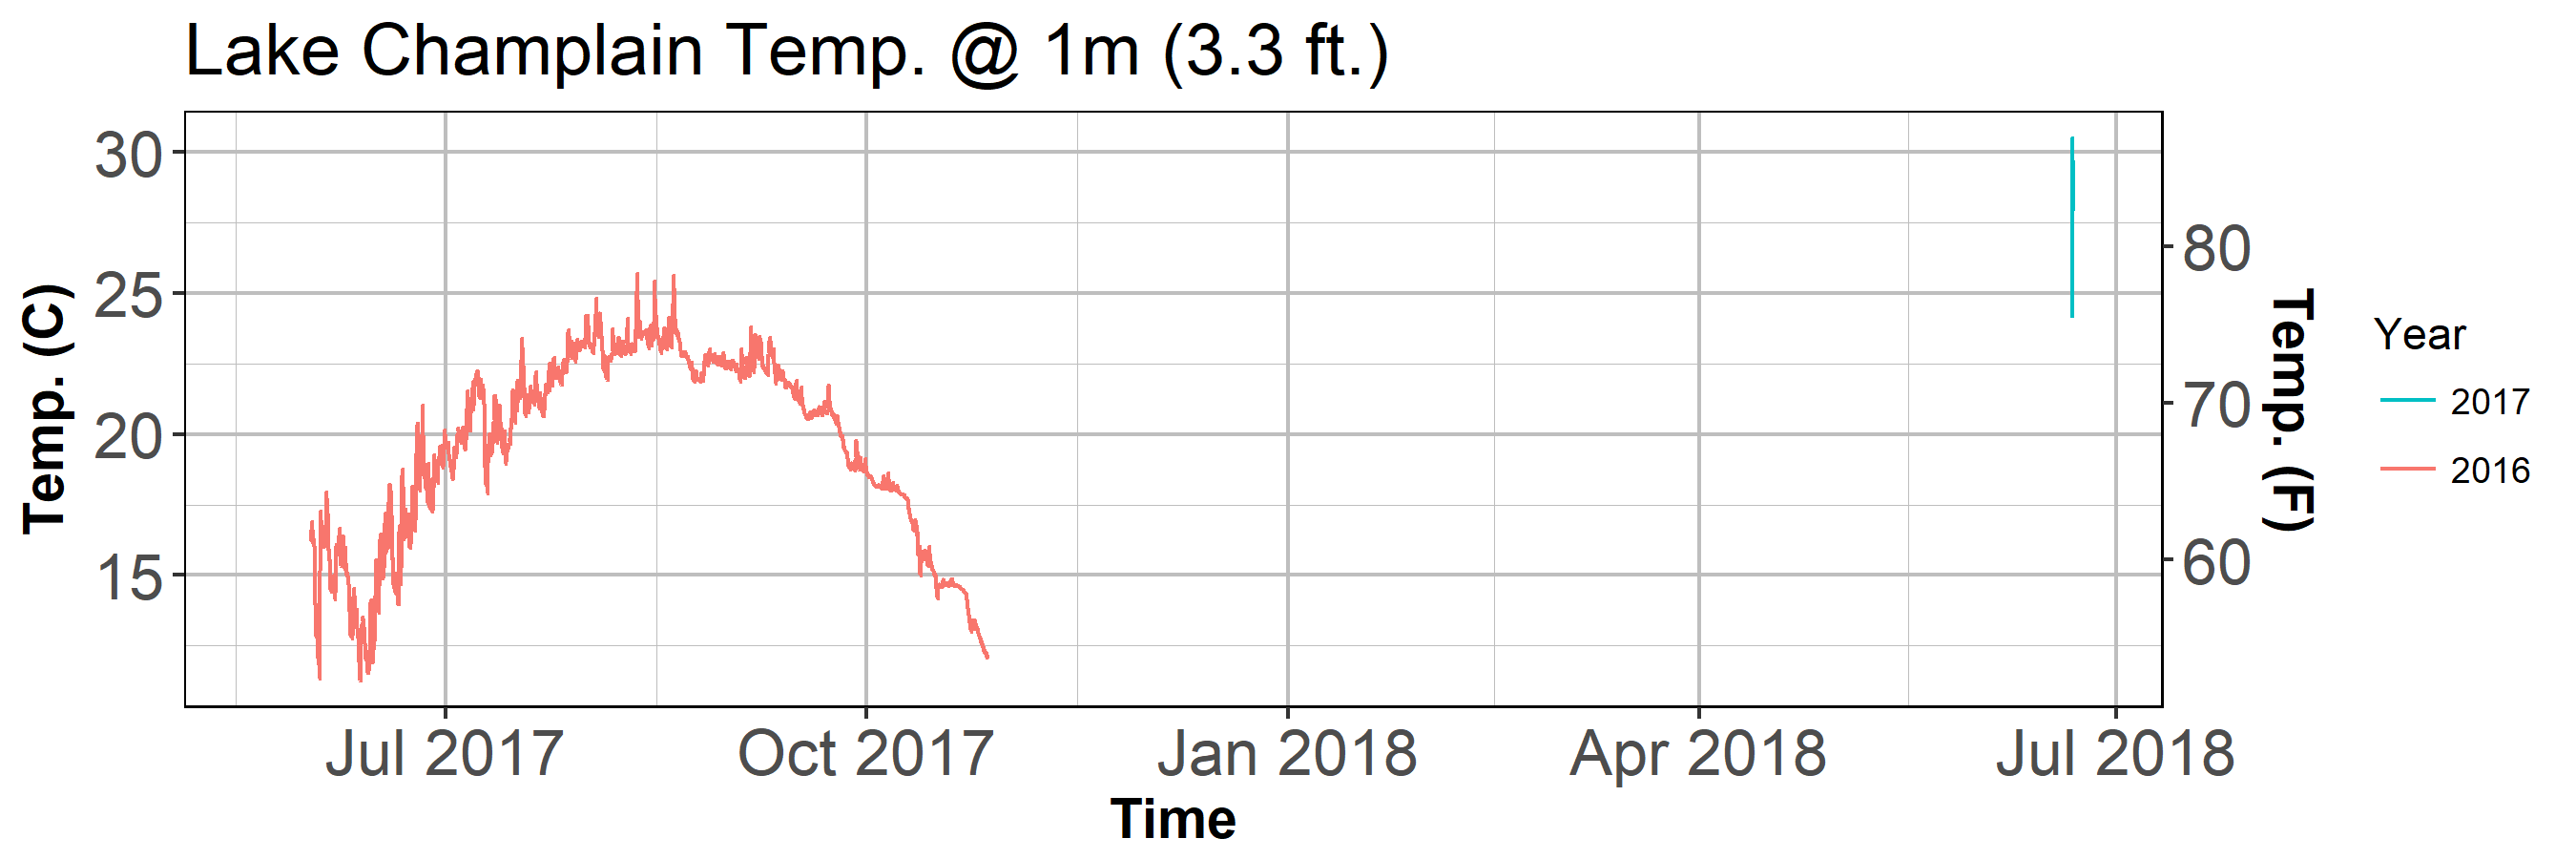 Lake Champlain Temp. @ 1m (3.3 ft.)
30
25
20
15
Temp. (C)
80
70
60
Temp. (F)
Year
2017
2016
Jul 2017
Oct 2017
Jan 2018
Apr 2018
Jul 2018
Time